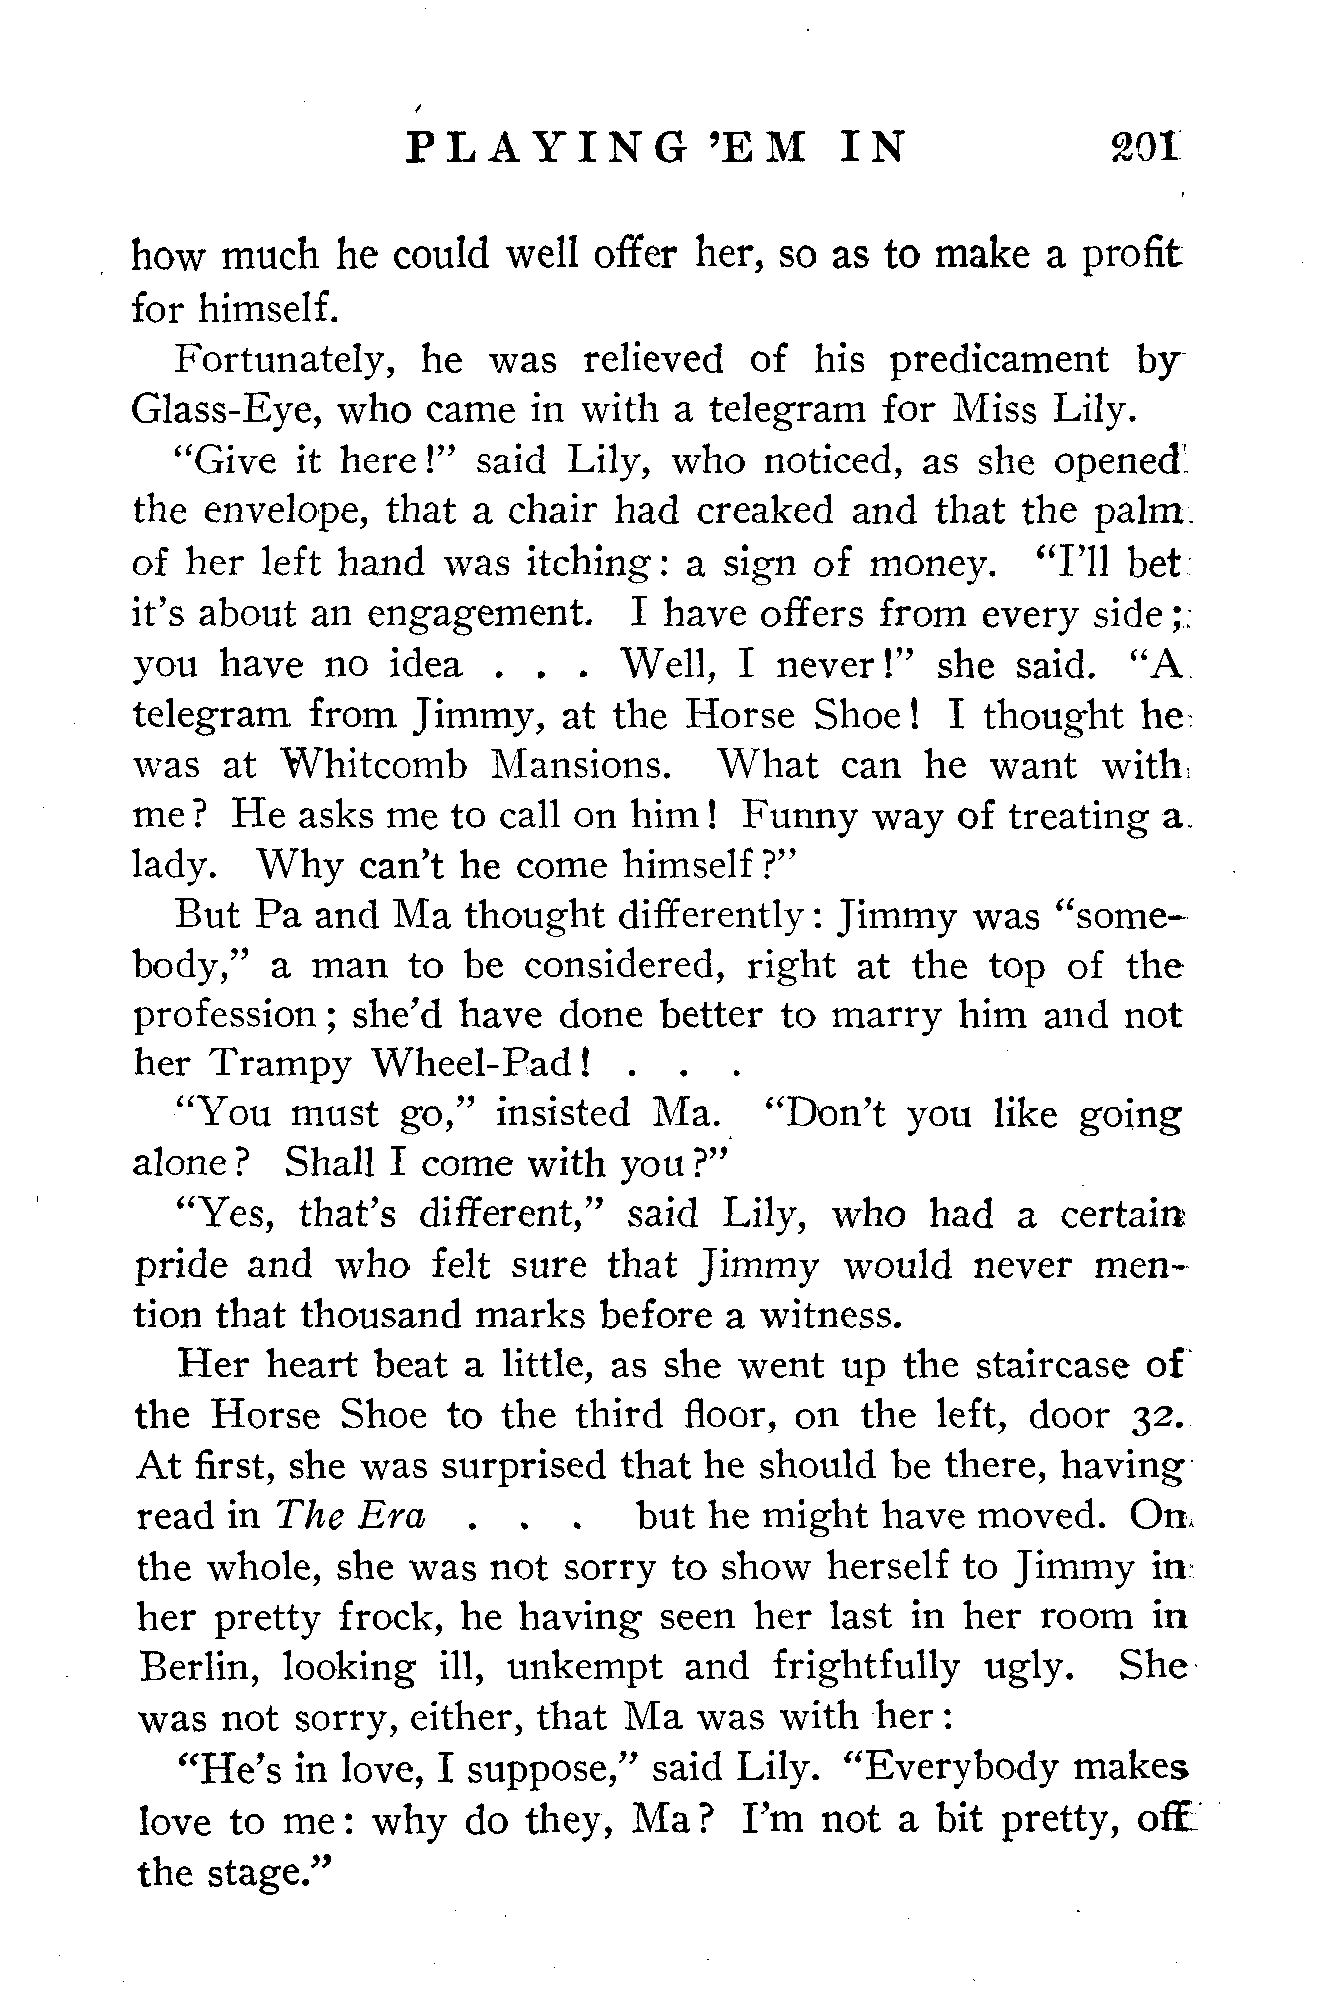 PLAYING 'EM IN 201
how much he could well offer her, so as to make a profit
for himself.
Fortunately, he was relieved of his predicament by
Glass-Eye, who came in with a telegram for Miss Lily.
“Give it here!” said Lily, who noticed, as she opened
the envelope, that a chair had creaked and that the palm
of her left hand was itching: a sign of money. “I'll bet
it's about an engagement. I have offers from every side;
you have no idea . . . Well, I never!” she said. “A
telegram from Jimmy, at the Horse Shoe! I thought he
was at Whitcomb Mansions. What can he want with
me? He asks me to call on him! Funny way of treating a
lady. Why can't he come himself?”
But Pa and Ma thought differently: Jimmy was “some-
body,” a man to be considered, right at the top of the
profession; she'd have done better to marry him and not
her Trampy Wheel-Pad! . . .
“You must go,” insisted Ma. “Don't you like going
alone? Shall I come with you?”
“Yes, that's different,” said Lily, who had a certain
pride and who felt sure that Jimmy would never men-
tion that thousand marks before a witness.
Her heart beat a little, as she went up the staircase of
the Horse Shoe to the third floor, on the left, door 32.
At first, she was surprised that he should be there, having
read in The Era . . . but he might have moved. On
the whole, she was not sorry to show herself to Jimmy in
her pretty frock, he having seen her last in her room in
Berlin, looking ill, unkempt and frightfully ugly. She
was not sorry, either, that Ma was with her:
“He's in love, I suppose,” said Lily. “Everybody makes
love to me: why do they, Ma? I'm not a bit pretty, off
the stage.”